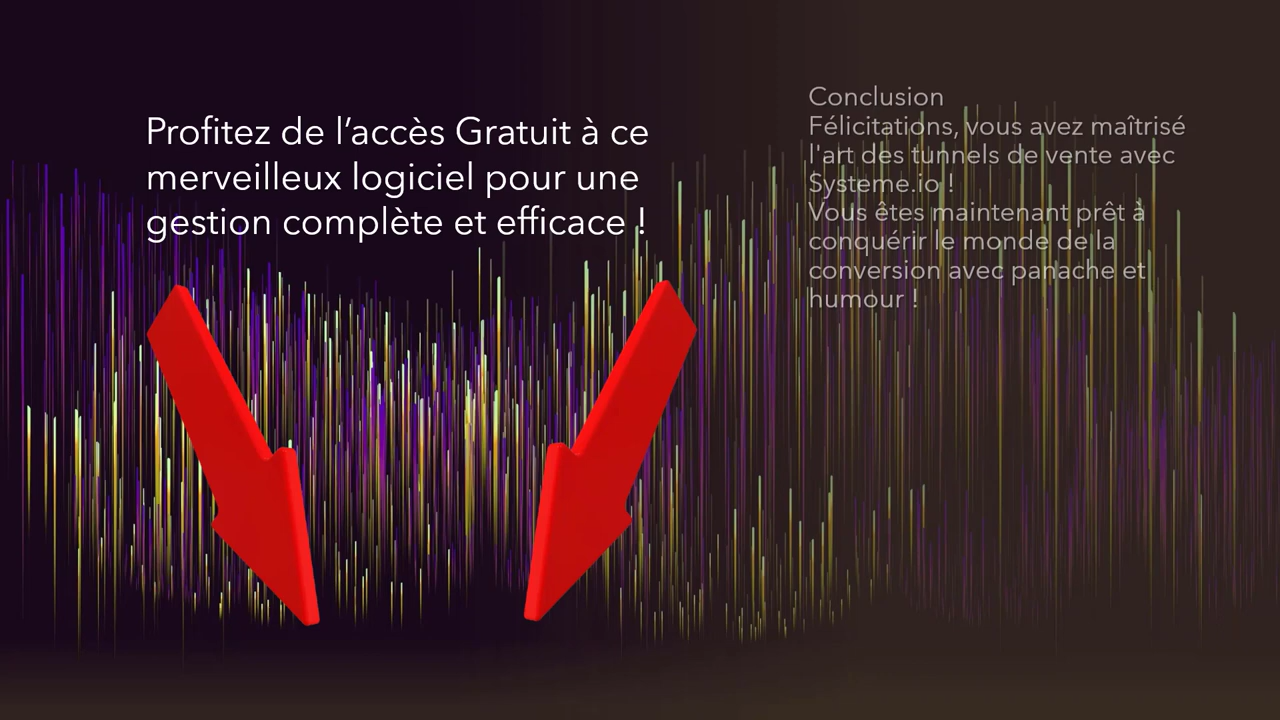 Profitez de l’accès Gratuit à ce
merveilleux logiciel pour une
gestion complète et efficace !
Conclusion
Félicitations, vous avez maîtrisé
l'art des tunnels de vente avec
Systeme.io !
Vous êtes maintenant prêt à
conquérir le monde de la
conversion avec panache et
humour !